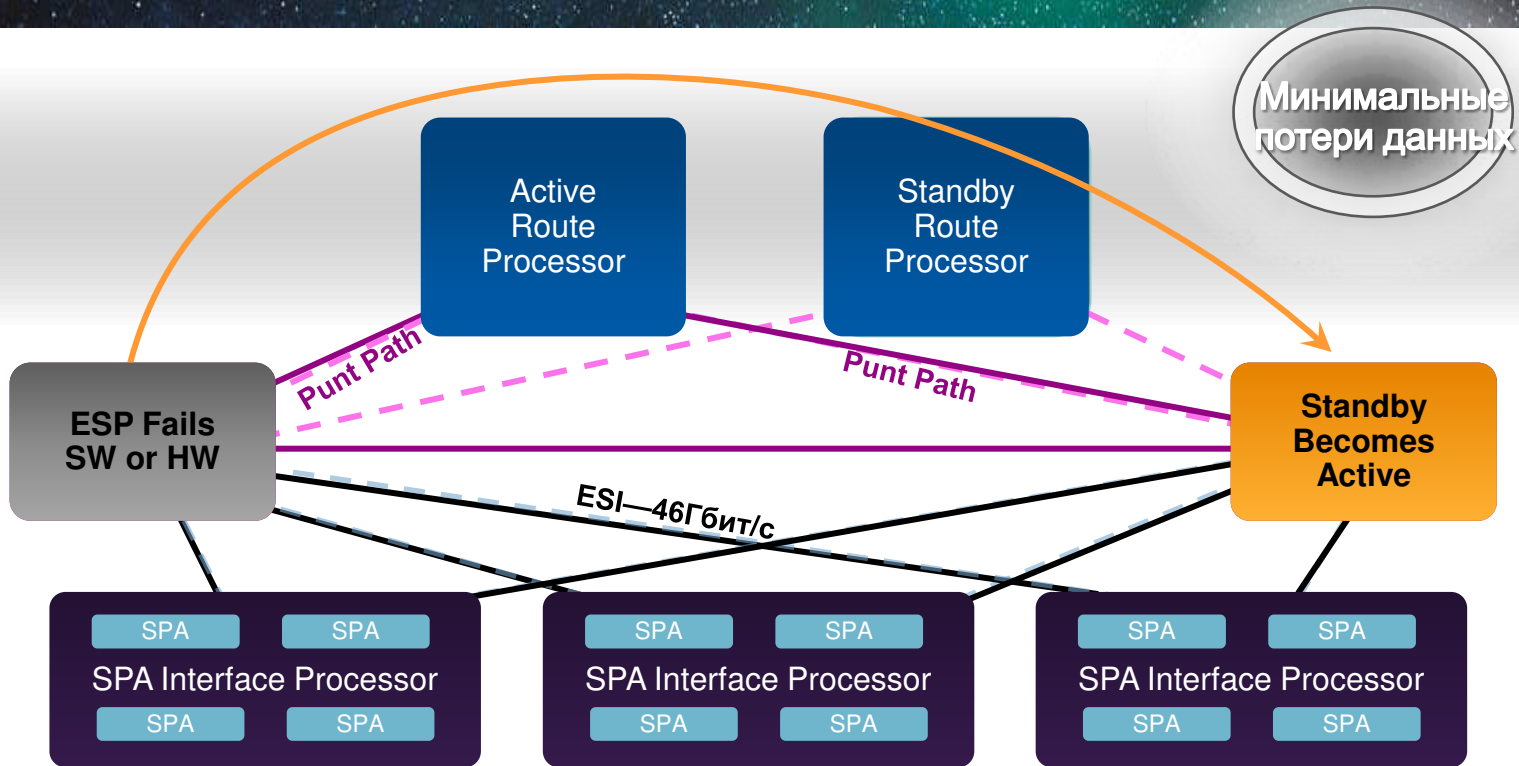 Минимальные
потери данных
Active
Route
Processor
Standby
Route
Processor
Punt Path
Punt Path
ESP Fails
SW or HW
Standby
Becomes
Active
ESI—46Гбит/с
SPA
SPA
SPA Interface Processor
SPA
SPA
SPA
SPA
SPA Interface Processor
SPA
SPA
SPA
SPA
SPA Interface Processor
SPA
SPA